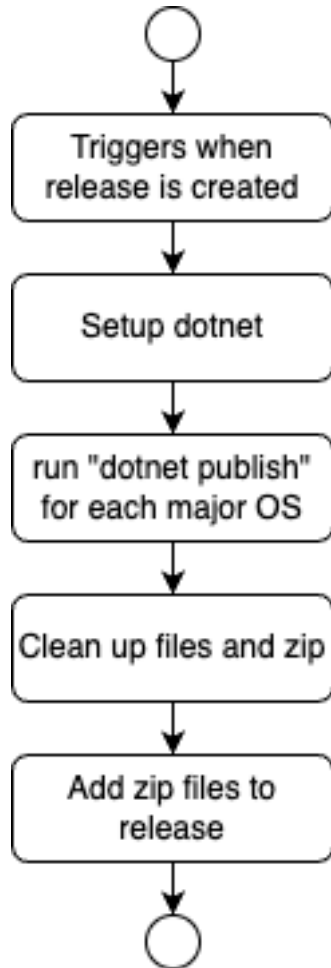 Triggers when
release is created
Setup dotnet
run "dotnet publish"
for each major OS
Clean up files and zip
Add zip files to
release